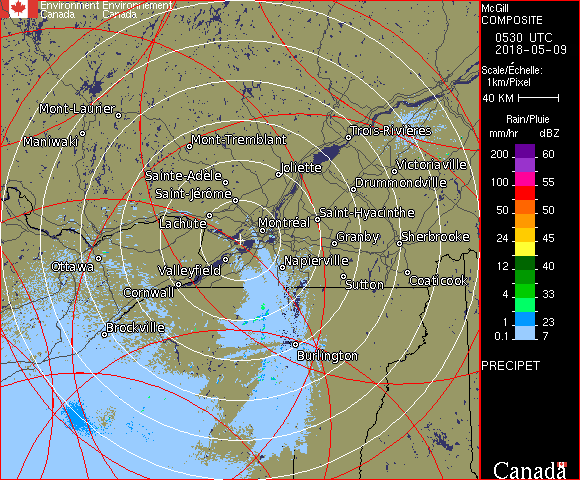 Environment Environnement
Canada Canada
McGill
COMPOSITE
0530 UTC
2018-05-09
Scale/Échelle:
1km/Pixel
40 KM
Rain/Pluie
mm/hr dBZ
200 60
100 55
50 50
24 45
12 40
4 33
1 23
0.1 7
PRECIPET
Canada
Mont-Laurier
Maniwaki
Mont-Tremblant
Trois-Rivières
Sainte-Adèle
Joliette
Victoriaville
Saint-Jérôme
Drummondville
Lachute
Montréal
Saint-Hyacinthe
Granby
Sherbrooke
Ottawa
Valleyfield
Napierville
Cornwall
Sutton
Coaticook
Brockville
Burlington